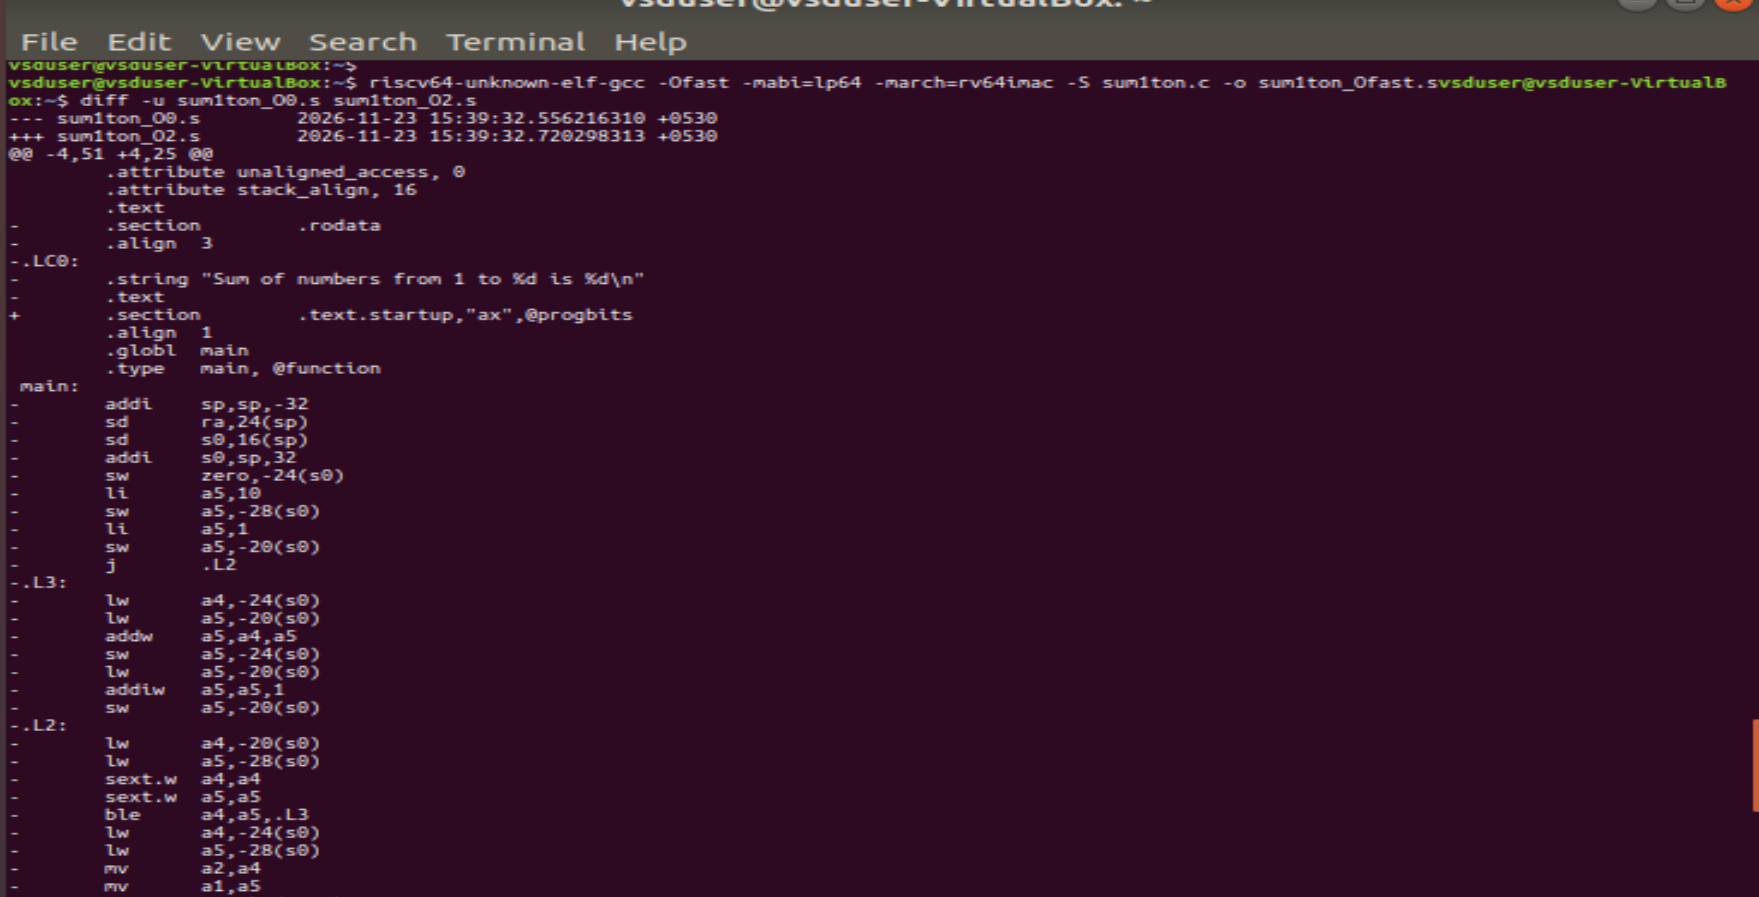 vsduser@vsduser-VirtualBox: ~
File Edit View Search Terminal Help
vsduser@vsduser-VirtualBox:~$
vsduser@vsduser-VirtualBox:~$ riscv64-unknown-elf-gcc -Ofast -mabi=lp64 -march=rv64imac -S sum1ton.c -o sum1ton_Ofast.svsduser@vsduser-VirtualB
ox:~$ diff -u sum1ton_O0.s sum1ton_O2.s
--- sum1ton_O0.s        2026-11-23 15:39:32.556216310 +0530
+++ sum1ton_O2.s        2026-11-23 15:39:32.720298313 +0530
@@ -4,51 +4,25 @@
        .attribute unaligned_access, 0
        .attribute stack_align, 16
        .text
-       .section        .rodata
-       .align  3
-.LC0:
-       .string "Sum of numbers from 1 to %d is %d\n"
-       .text
+       .section        .text.startup,"ax",@progbits
        .align  1
        .globl  main
        .type   main, @function
 main:
-       addi    sp,sp,-32
-       sd      ra,24(sp)
-       sd      s0,16(sp)
-       addi    s0,sp,32
-       sw      zero,-24(s0)
-       li      a5,10
-       sw      a5,-28(s0)
-       li      a5,1
-       sw      a5,-20(s0)
-       j       .L2
-.L3:
-       lw      a4,-24(s0)
-       lw      a5,-20(s0)
-       addw    a5,a4,a5
-       sw      a5,-24(s0)
-       lw      a5,-20(s0)
-       addiw   a5,a5,1
-       sw      a5,-20(s0)
-.L2:
-       lw      a4,-20(s0)
-       lw      a5,-28(s0)
-       sext.w  a4,a4
-       sext.w  a5,a5
-       ble     a4,a5,.L3
-       lw      a4,-24(s0)
-       lw      a5,-28(s0)
-       mv      a2,a4
-       mv      a1,a5